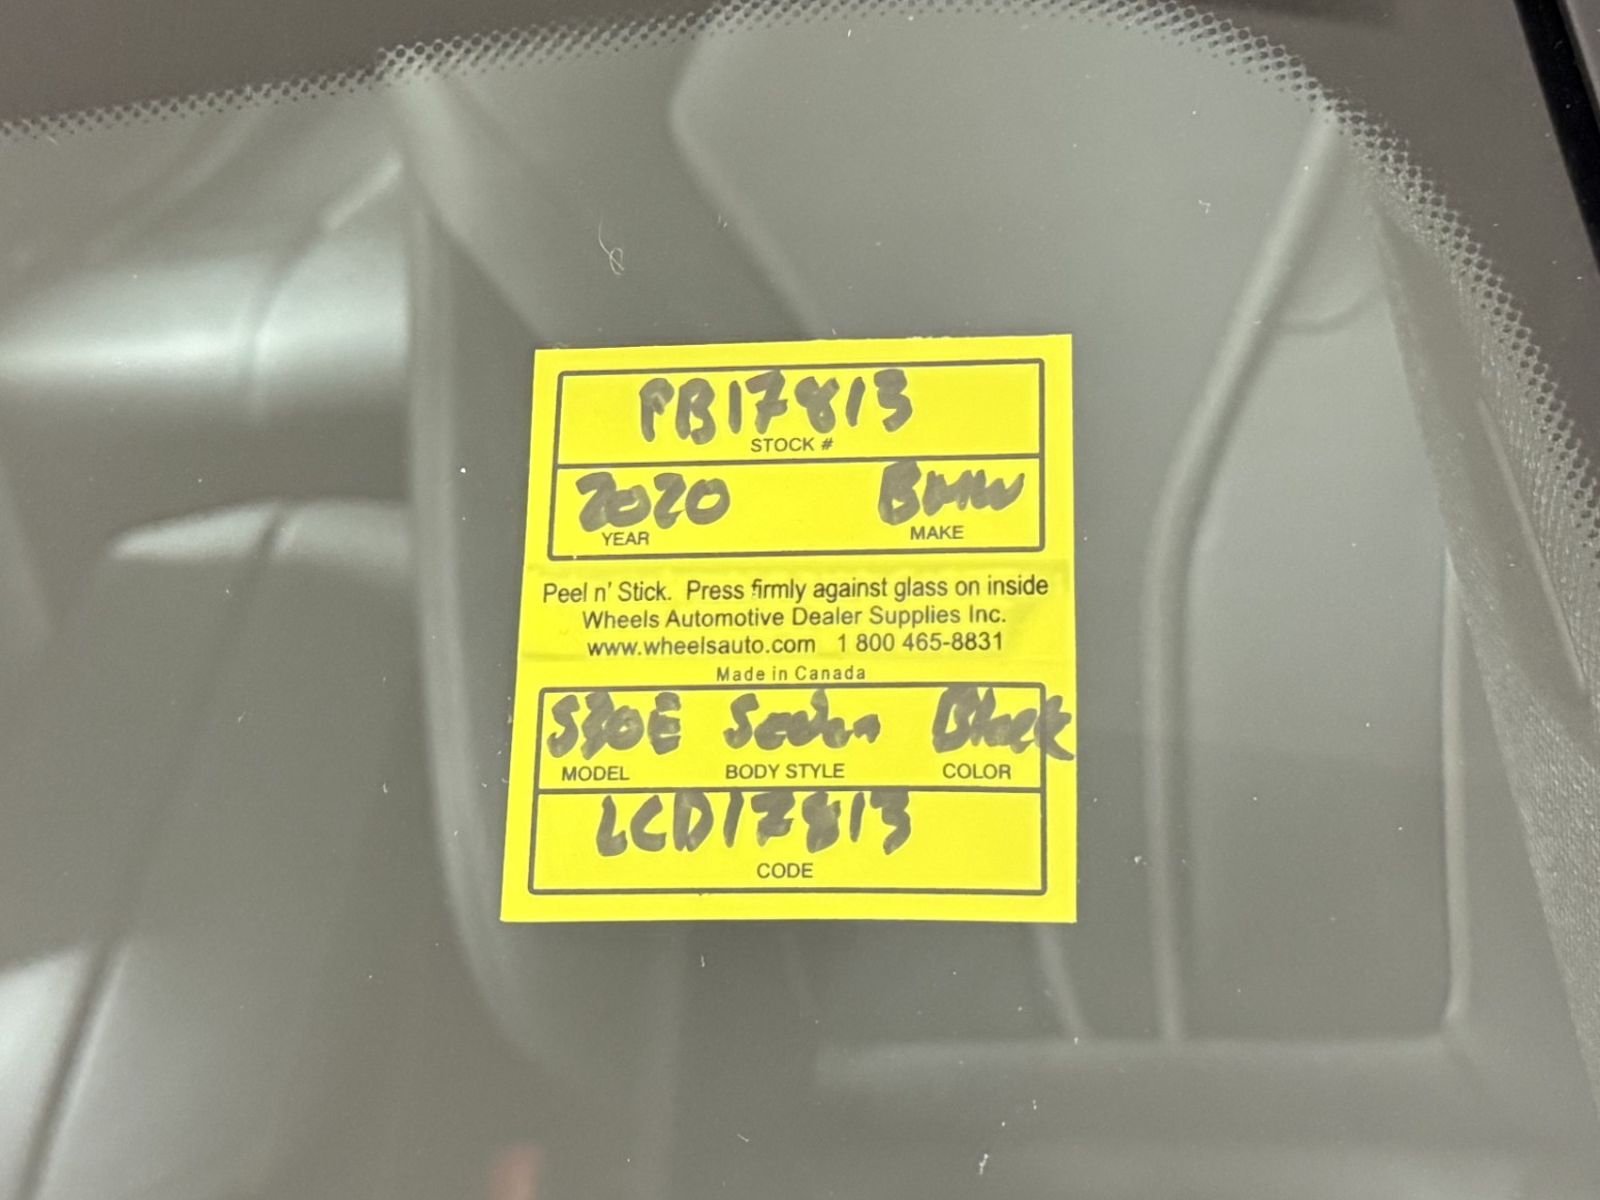 PB17813
STOCK #
2020 BMW
YEAR MAKE
Peel n' Stick. Press firmly against glass on inside
Wheels Automotive Dealer Supplies Inc.
www.wheelsauto.com 1 800 465-8831
Made in Canada
530E Sedan Black
MODEL BODY STYLE COLOR
LCD17813
CODE